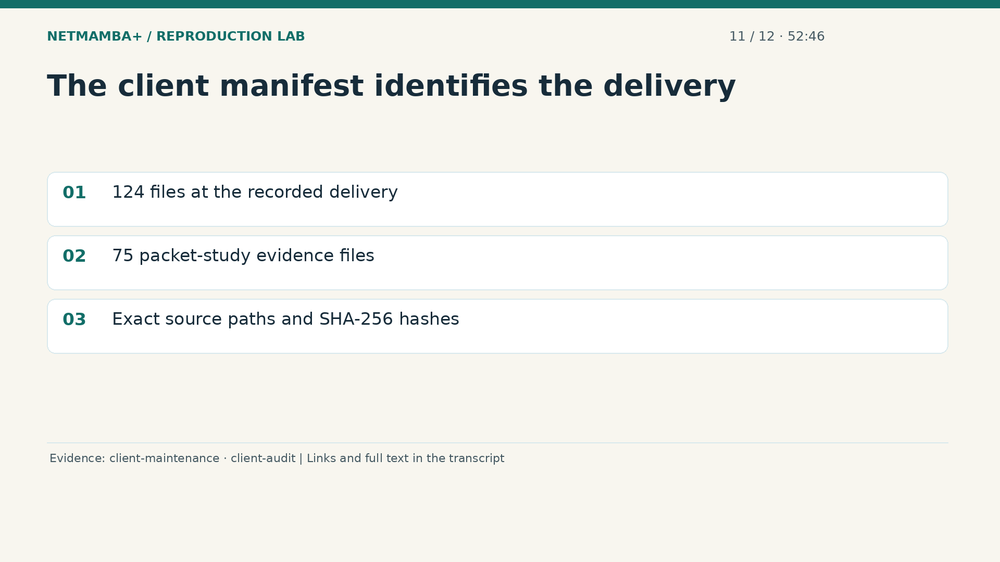 NETMAMBA+ / REPRODUCTION LAB
11 / 12 · 52:46
The client manifest identifies the delivery
01 124 files at the recorded delivery
02 75 packet-study evidence files
03 Exact source paths and SHA-256 hashes
Evidence: client-maintenance · client-audit | Links and full text in the transcript